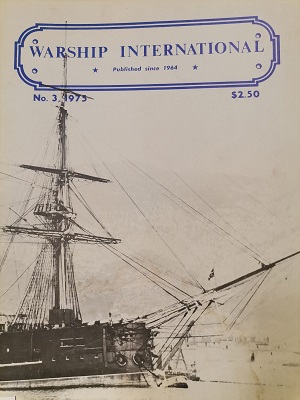 WARSHIP INTERNATIONAL
★ Published since 1964 ★
No. 3, 1975 $2.50